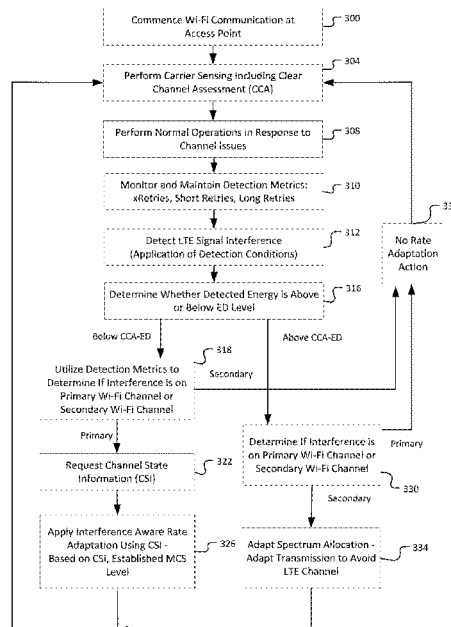 Commence Wi-Fi Communication at
Access Point
300
304
Perform Carrier Sensing including Clear
Channel Assessment (CCA)
Perform Normal Operations in Response to
Channel Issues
308
Monitor and Maintain Detection Metrics:
xRetries, Short Retries, Long Retries
310
Detect LTE Signal Interference
(Application of Detection Conditions)
312
No Rate
Adaptation
Action
Determine Whether Detected Energy is Above
or Below ED Level
316
Below CCA-ED
Above CCA-ED
318
Utilize Detection Metrics to
Determine If Interference is on
Primary Wi-Fi Channel or
Secondary Wi-Fi Channel
Secondary
Primary
Determine If Interference is
on Primary Wi-Fi Channel or
Secondary Wi-Fi Channel
Primary
330
Request Channel State
Information (CSI)
322
Secondary
Apply Interference Aware Rate
Adaptation Using CSI -
Based on CSI, Established MCS
Level
326
Adapt Spectrum Allocation -
Adapt Transmission to Avoid
LTE Channel
334